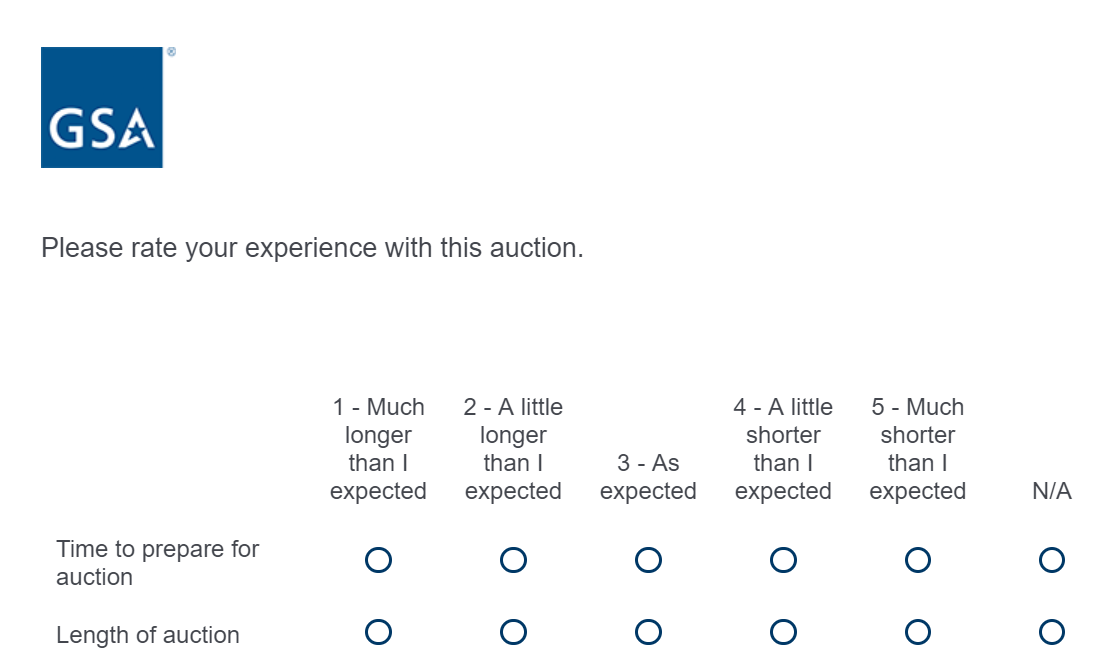 GSA
®
Please rate your experience with this auction.
1 - Much longer than I expected
2 - A little longer than I expected
3 - As expected
4 - A little shorter than I expected
5 - Much shorter than I expected
N/A
Time to prepare for auction
Length of auction